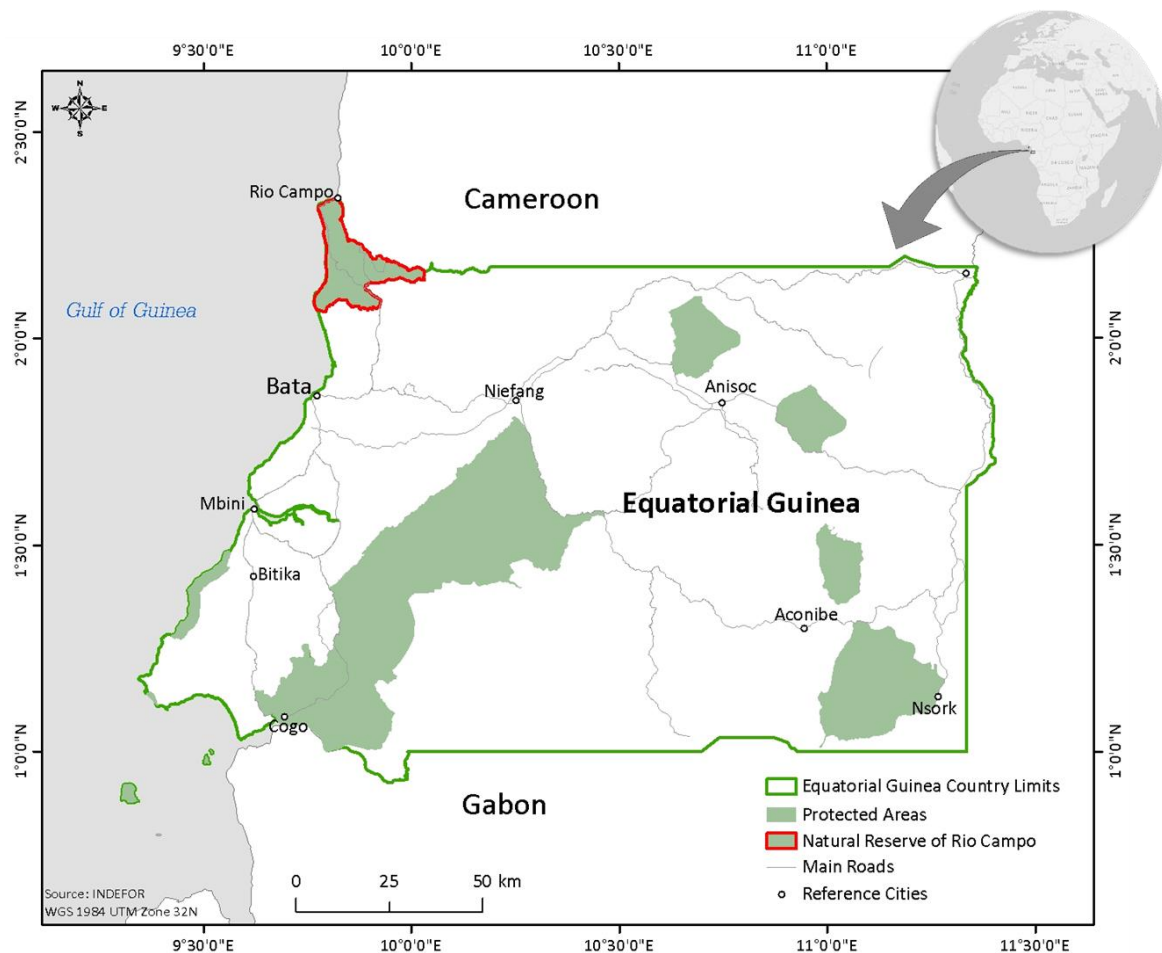 9°30'0"E 10°0'0"E 10°30'0"E 11°0'0"E
N
W E
S
2°30'0"N
2°30'0"N
Rio Campo
Cameroon
Gulf of Guinea
2°0'0"N
2°0'0"N
Bata
Niefang
Anisoc
Mbini
Equatorial Guinea
1°30'0"N
1°30'0"N
Bitika
Aconibe
Nsork
Cogo
1°0'0"N
1°0'0"N
Gabon
Equatorial Guinea Country Limits
Protected Areas
Natural Reserve of Rio Campo
Main Roads
Reference Cities
0 25 50 km
Source: INDEFOR
WGS 1984 UTM Zone 32N
9°30'0"E 10°0'0"E 10°30'0"E 11°0'0"E 11°30'0"E